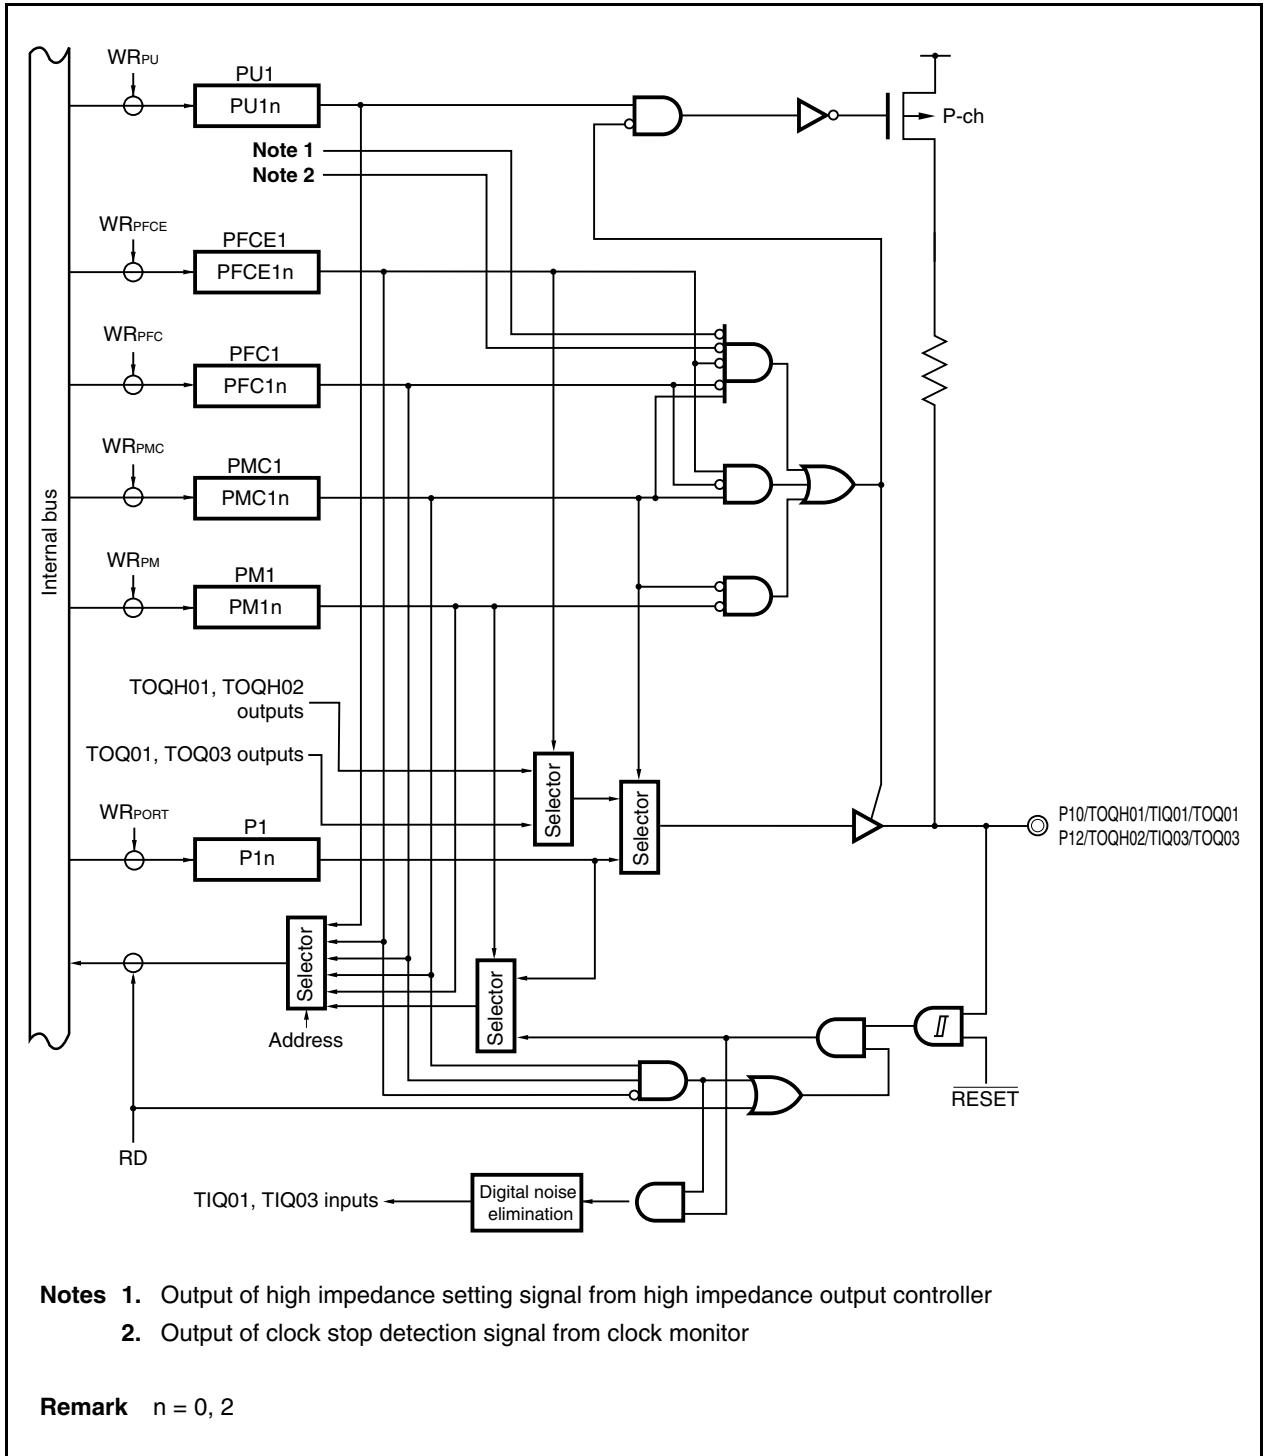 WRPU
PU1
PU1n
P-ch
Note 1
Note 2
WRPFCE
PFCE1
PFCE1n
WRPFC
PFC1
PFC1n
WRPMC
PMC1
PMC1n
Internal bus
WRPM
PM1
PM1n
TOQH01, TOQH02
outputs
TOQ01, TOQ03 outputs
Selector
Selector
WRPORT
P1
P1n
P10/TOQH01/TIQ01/TOQ01
P12/TOQH02/TIQ03/TOQ03
Selector
Selector
Address
RESET
RD
TIQ01, TIQ03 inputs
Digital noise
elimination
Notes 1. Output of high impedance setting signal from high impedance output controller
2. Output of clock stop detection signal from clock monitor
Remark n = 0, 2